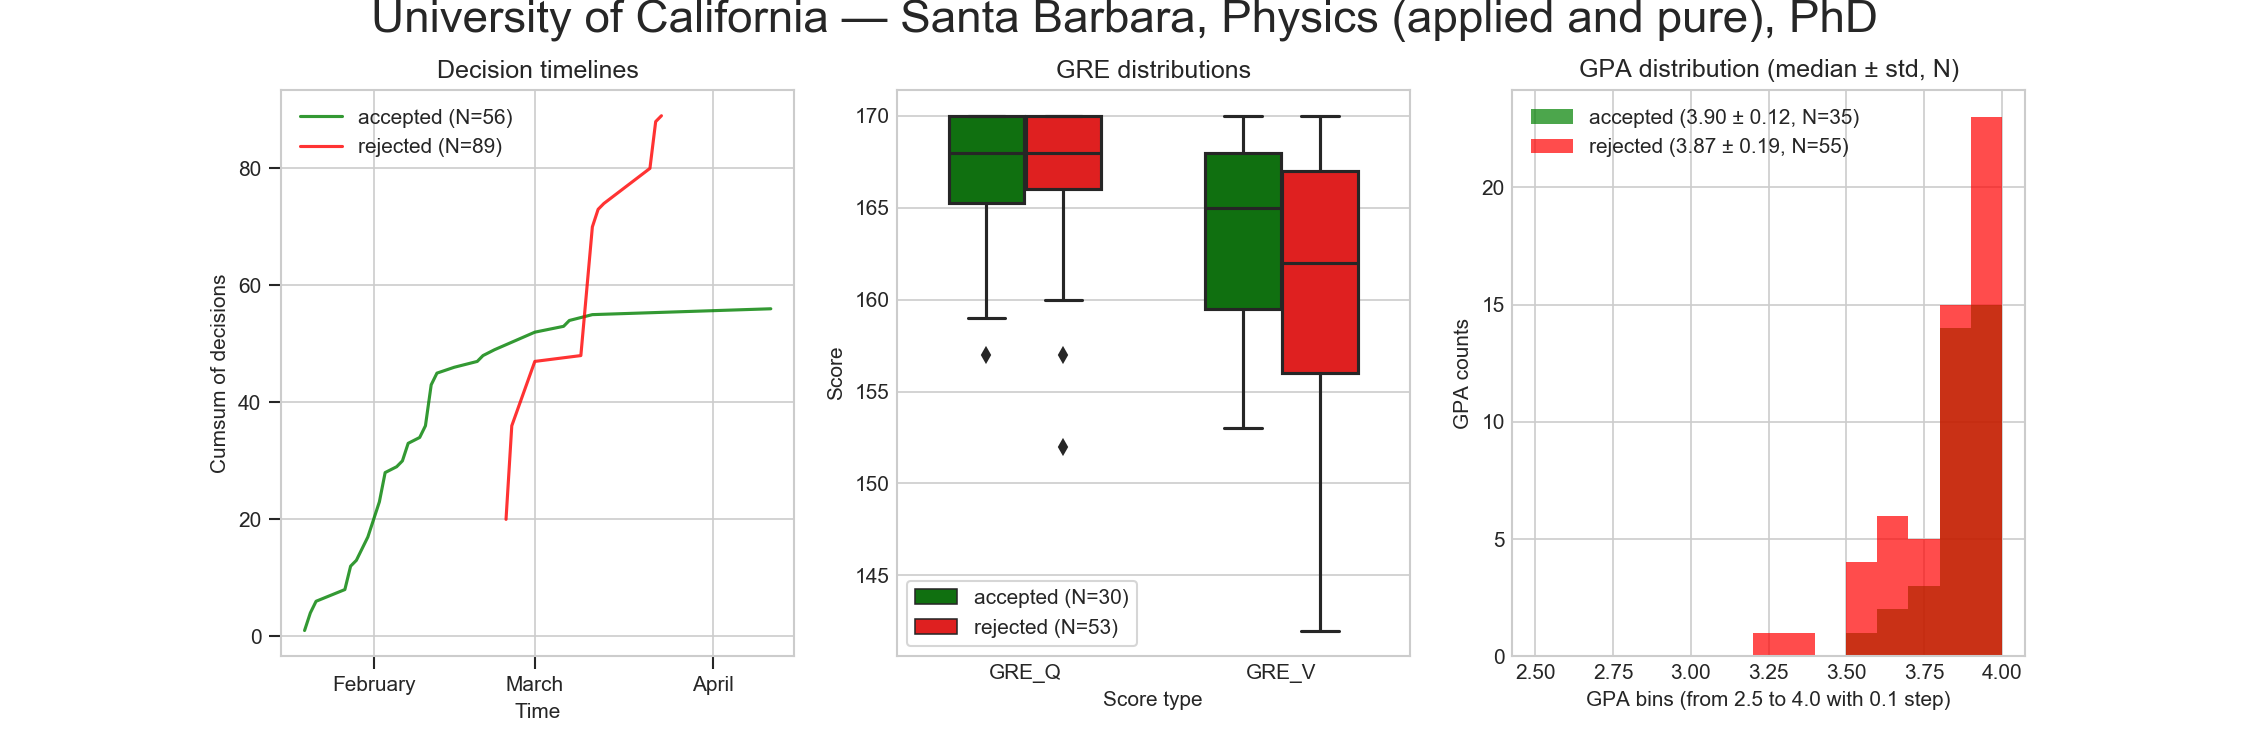 University of California — Santa Barbara, Physics (applied and pure), PhD
Decision timelines
accepted (N=56)
rejected (N=89)
80
60
40
20
0
Cumsum of decisions
February March April
Time
GRE distributions
170
165
160
155
150
145
Score
accepted (N=30)
rejected (N=53)
GRE_Q GRE_V
Score type
GPA distribution (median ± std, N)
accepted (3.90 ± 0.12, N=35)
rejected (3.87 ± 0.19, N=55)
20
15
10
5
0
GPA counts
2.50 2.75 3.00 3.25 3.50 3.75 4.00
GPA bins (from 2.5 to 4.0 with 0.1 step)